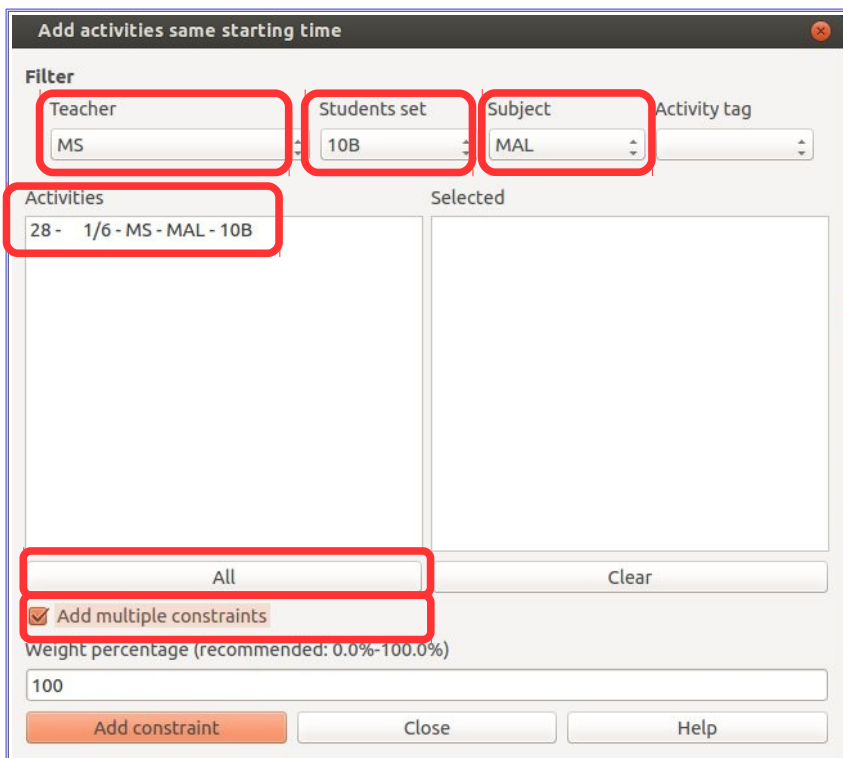 Add activities same starting time
Filter
Teacher Students set Subject Activity tag
MS 10B MAL
Activities Selected
28 - 1/6 - MS - MAL - 10B
All Clear
Add multiple constraints
Weight percentage (recommended: 0.0%-100.0%)
100
Add constraint Close Help